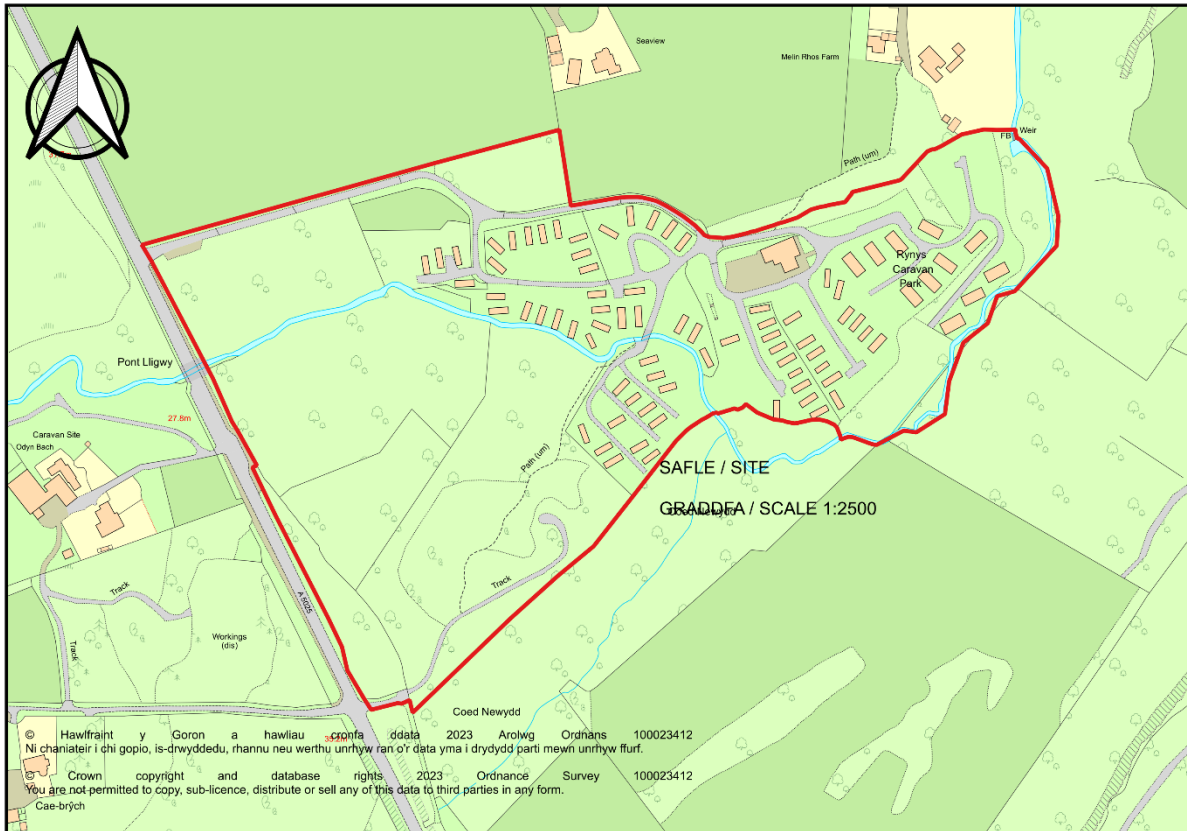 Seaview
Melin Rhos Farm
FB
Weir
Path (um)
Rynys
Caravan
Park
Pont Lligwy
27.8m
Caravan Site
Odyn Bach
Path (um)
SAFLE / SITE
GRADDFA / SCALE 1:2500
Coed Newydd
Track
A 5025
Track
Track
Workings
(dis)
Coed Newydd
© Hawlfraint y Goron a hawliau cronfa ddata 2023 Arolwg Ordnans 100023412
Ni chaniateir i chi gopio, is-drwyddedu, rhannu neu werthu unrhyw ran o'r data yma i drydydd parti mewn unrhyw ffurf.
© Crown copyright and database rights 2023 Ordnance Survey 100023412
You are not permitted to copy, sub-licence, distribute or sell any of this data to third parties in any form.
Cae-brŷch